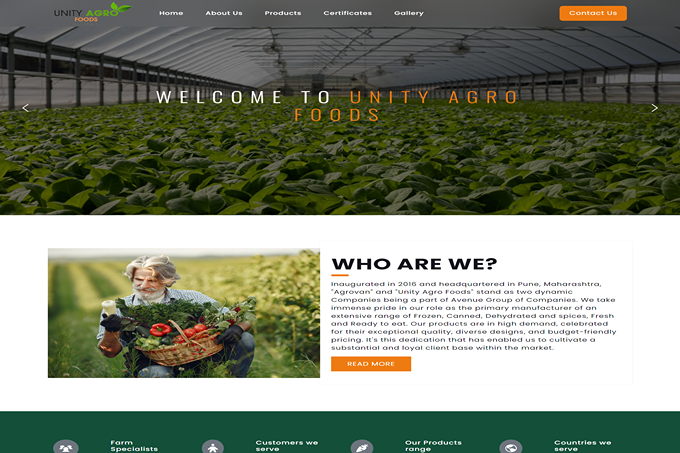 UNITY AGRO
FOODS
Home
About Us
Products
Certificates
Gallery
Contact Us
WELCOME TO UNITY AGRO
FOODS
WHO ARE WE?
Inaugurated in 2016 and headquartered in Pune, Maharashtra,
"Agrovan" and "Unity Agro Foods" stand as two dynamic
Companies being a part of Avenue Group of Companies. We take
immense pride in our role as the primary manufacturer of an
extensive range of Frozen, Canned, Dehydrated and spices, Fresh
and Ready to eat. Our products are in high demand, celebrated
for their exceptional quality, diverse designs, and budget-friendly
pricing. It's this dedication that has enabled us to cultivate a
substantial and loyal client base within the market.
READ MORE
Farm
Specialists
Customers we
serve
Our Products
range
Countries we
serve